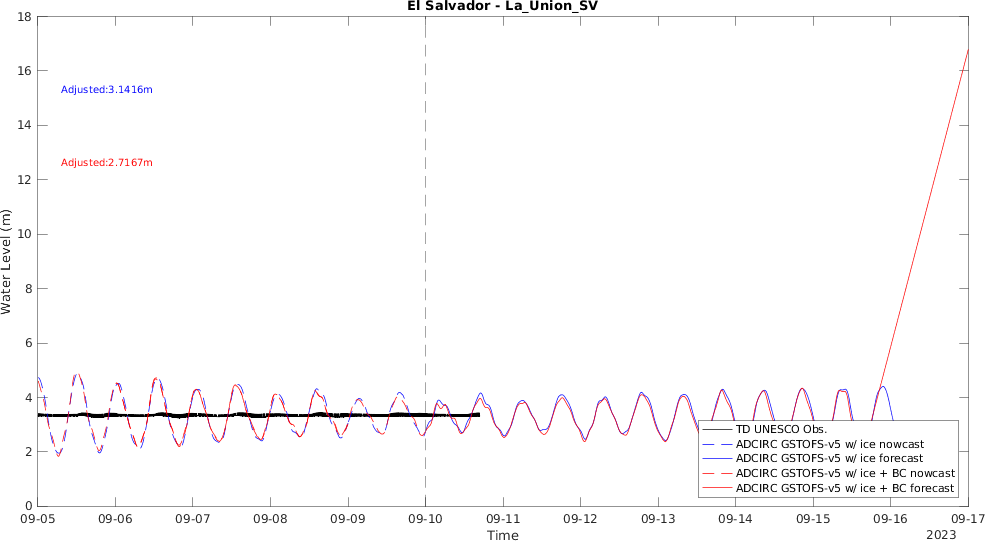 El Salvador - La_Union_SV
18
16
14
12
10
8
6
4
2
0
Water Level (m)
Adjusted:3.1416m
Adjusted:2.7167m
TD UNESCO Obs.
ADCIRC GSTOFS-v5 w/ ice nowcast
ADCIRC GSTOFS-v5 w/ ice forecast
ADCIRC GSTOFS-v5 w/ ice + BC nowcast
ADCIRC GSTOFS-v5 w/ ice + BC forecast
09-05 09-06 09-07 09-08 09-09 09-10 09-11 09-12 09-13 09-14 09-15 09-16 09-17
Time
2023